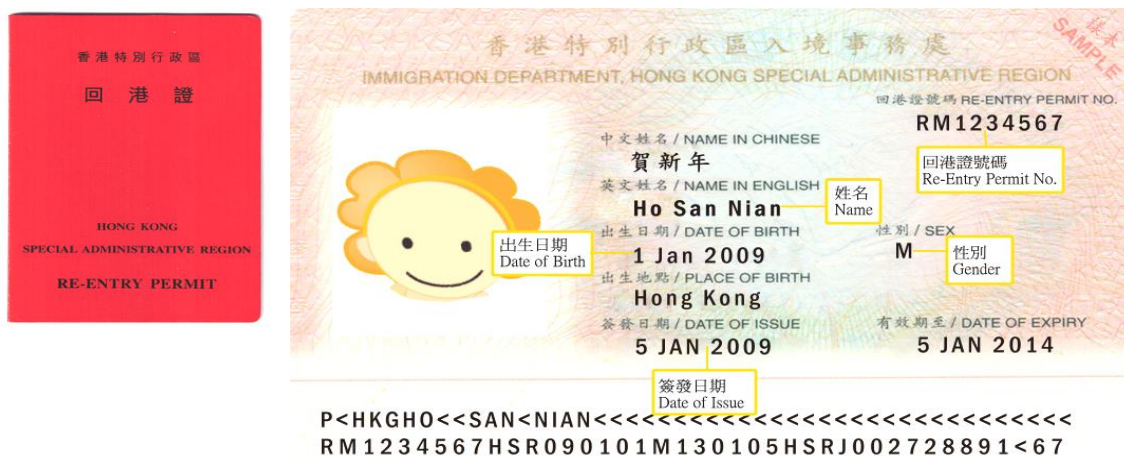 香港特別行政區
回港證
HONG KONG
SPECIAL ADMINISTRATIVE REGION
RE-ENTRY PERMIT
香港特別行政區入境事務處
IMMIGRATION DEPARTMENT, HONG KONG SPECIAL ADMINISTRATIVE REGION
樣本
SAMPLE
回港證號碼 RE-ENTRY PERMIT NO.
RM1234567
回港證號碼
Re-Entry Permit No.
中文姓名 / NAME IN CHINESE
賀新年
英文姓名 / NAME IN ENGLISH
Ho San Nian
姓名
Name
出生日期 / DATE OF BIRTH
1 Jan 2009
出生日期
Date of Birth
性別 / SEX
M
性別
Gender
出生地點 / PLACE OF BIRTH
Hong Kong
簽發日期 / DATE OF ISSUE
5 JAN 2009
有效期至 / DATE OF EXPIRY
5 JAN 2014
簽發日期
Date of Issue
P<HKGHO<<SAN<NIAN<<<<<<<<<<<<<<<<<<<<<<<<<<<
RM1234567HSR090101M130105HSRJ002728891<67